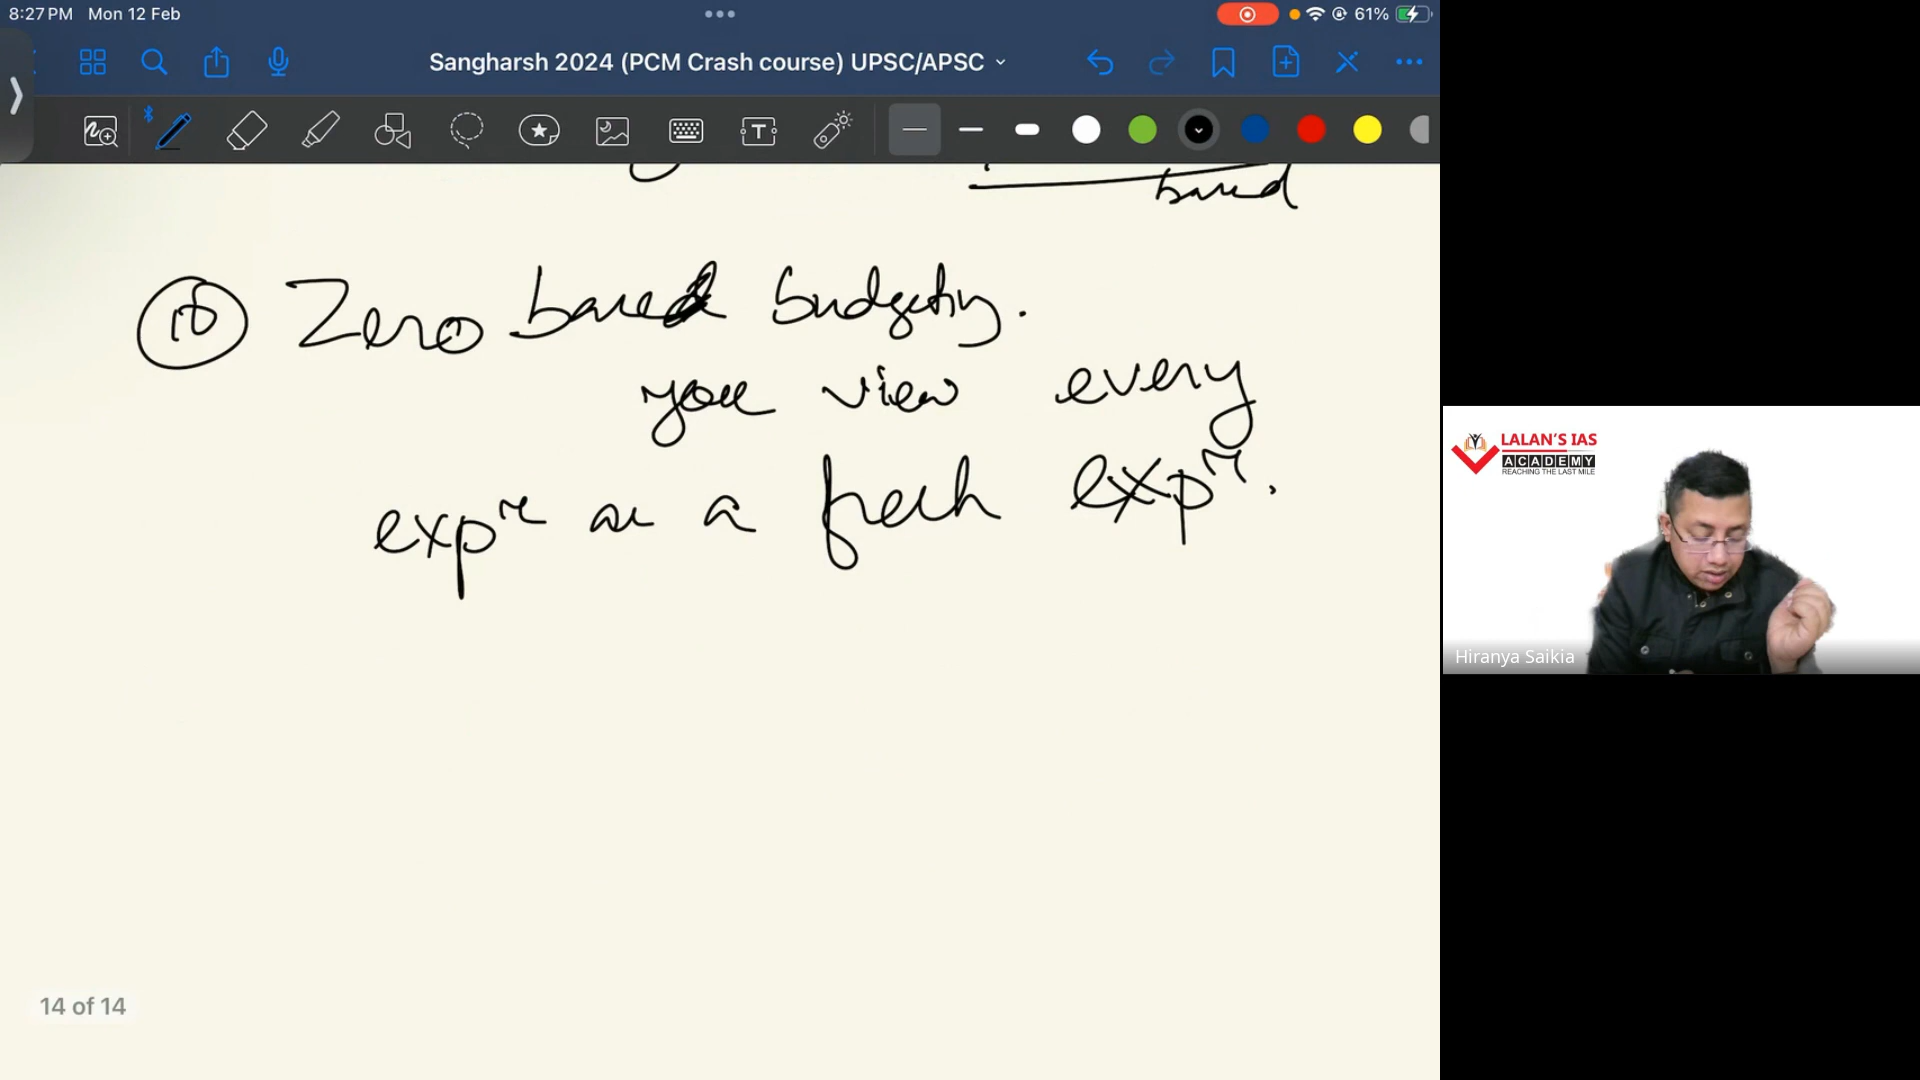 8:27 PM Mon 12 Feb
61%
Sangharsh 2024 (PCM Crash course) UPSC/APSC
T
based
10 Zero based budgeting.
you view every
expʳ as a fresh expʳ.
14 of 14
LALAN'S IAS
ACADEMY
REACHING THE LAST MILE
Hiranya Saikia